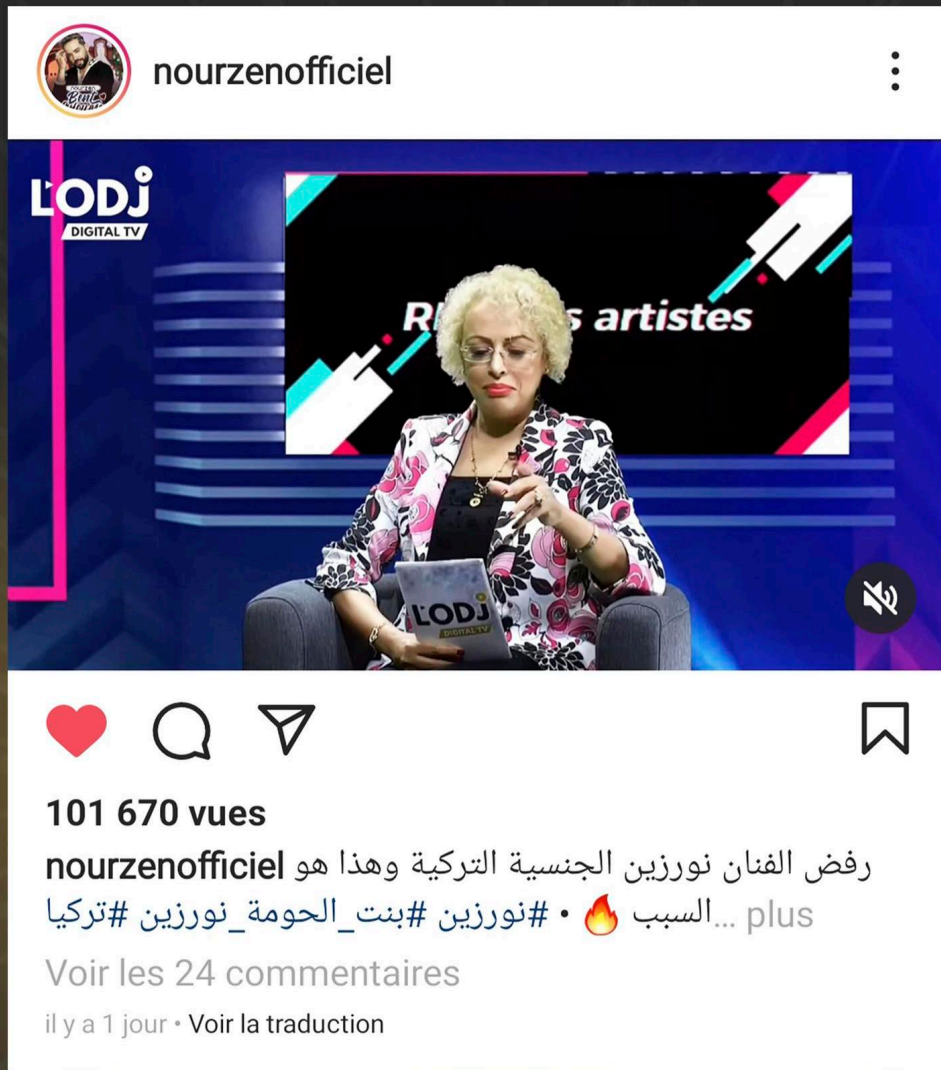 nourzenofficiel
L'ODJ
DIGITAL TV
artistes
L'ODJ
DIGITAL TV
101 670 vues
nourzenofficiel رفض الفنان نورزين الجنسية التركية وهذا هو
السبب 🔥 • #نورزين #بنت_الحومة_نورزين #تركيا... plus
Voir les 24 commentaires
il y a 1 jour • Voir la traduction